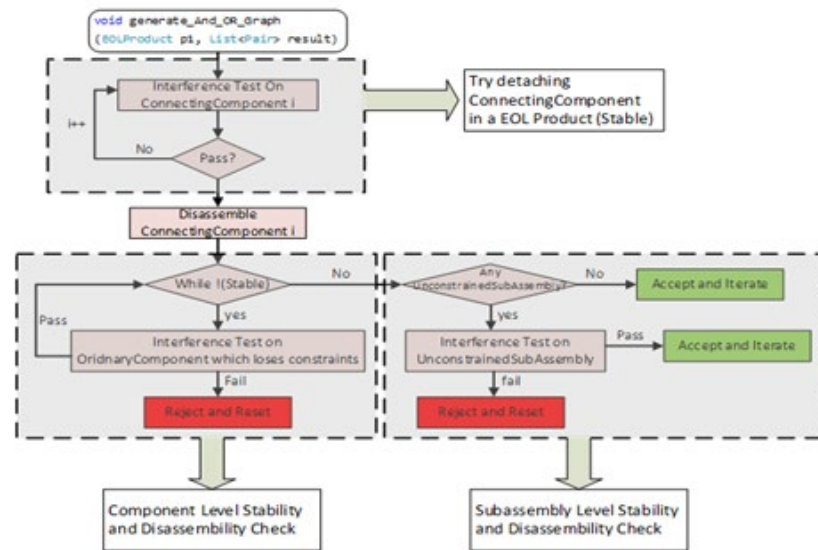 void generate_And_OR_Graph
(EOLProduct p1, List<Pair> result)
Interference Test On
ConnectingComponent i
i++
No
Pass?
Try detaching
ConnectingComponent
in a EOL Product (Stable)
Disassemble
ConnectingComponent i
While !(Stable)
No
Any
UnconstrainedSubAssembly?
No
Accept and Iterate
Pass
yes
yes
Interference Test on
OridnaryComponent which loses constraints
Interference Test on
UnconstrainedSubAssembly
Pass
Accept and Iterate
Fail
fail
Reject and Reset
Reject and Reset
Component Level Stability
and Disassembility Check
Subassembly Level Stability
and Disassembility Check